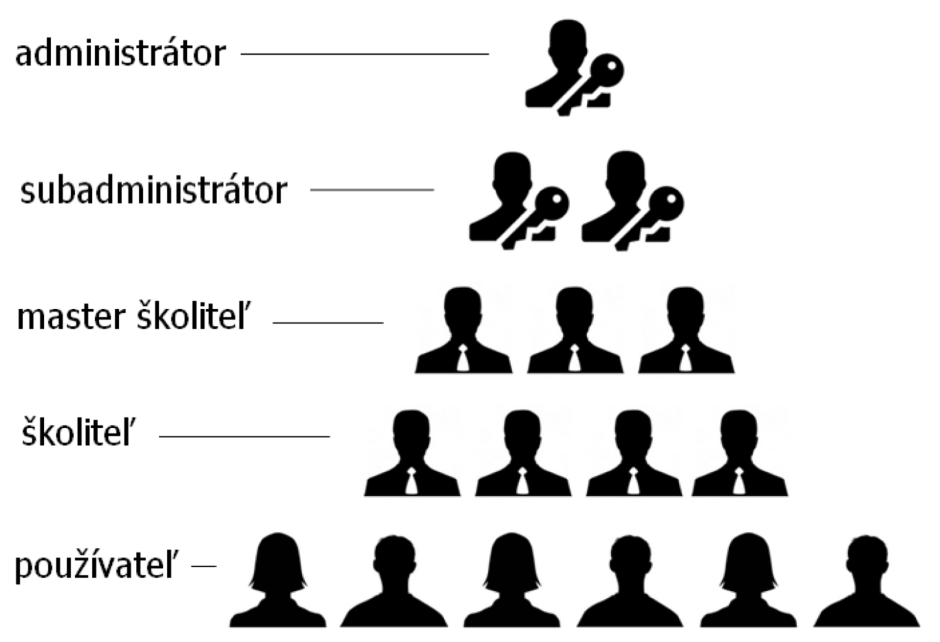 administrátor
subadministrátor
master školiteľ
školiteľ
používateľ